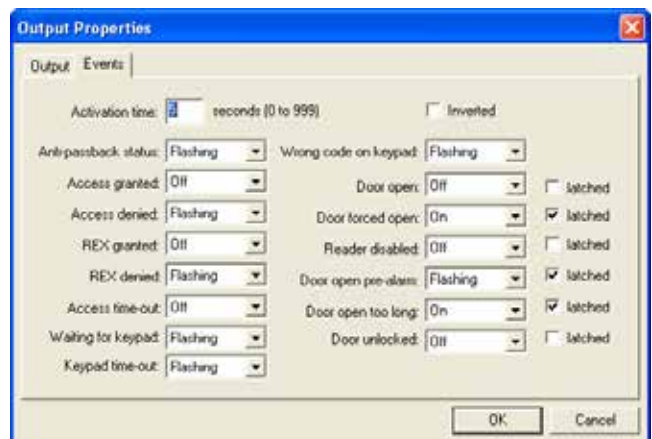 Output Properties
Output Events
Activation time: seconds (0 to 999) Inverted
Anti-passback status: Flashing Wrong code on keypad: Flashing
Access granted: Off Door open: Off latched
Access denied: Flashing Door forced open: On latched
REX granted: Off Reader disabled: Off latched
REX denied: Flashing Door open pre-alarm: Flashing latched
Access time-out: Off Door open too long: On latched
Waiting for keypad: Flashing Door unlocked: Off latched
Keypad time-out: Flashing
OK Cancel